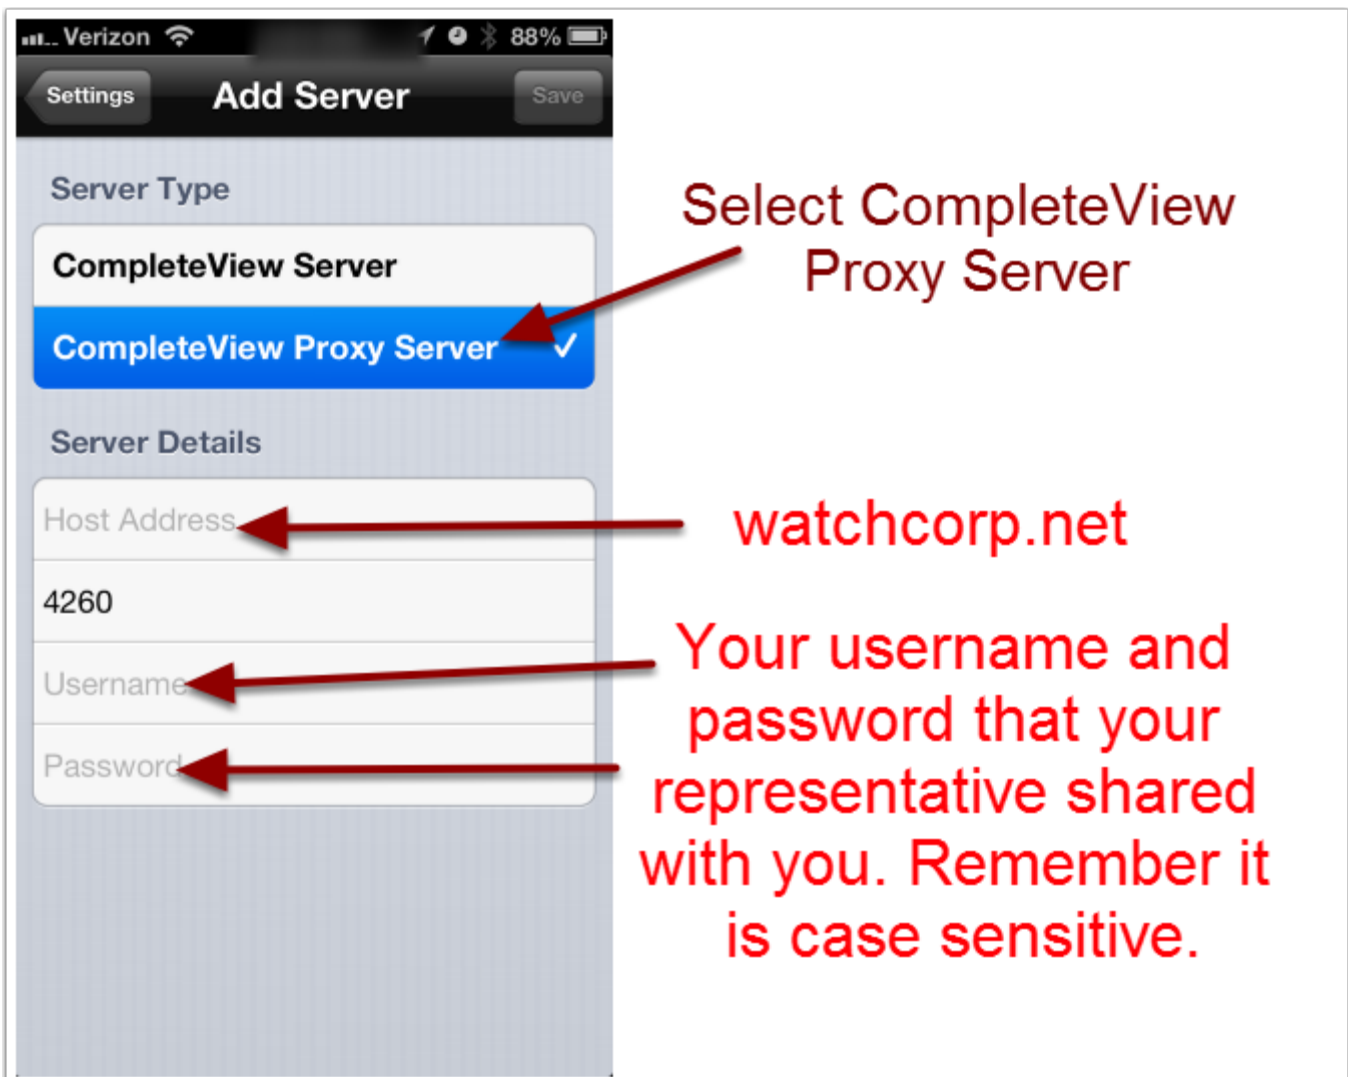 Verizon 88%
Settings Add Server Save
Server Type
CompleteView Server
CompleteView Proxy Server
Select CompleteView
Proxy Server
Server Details
Host Address
watchcorp.net
4260
Username
Password
Your username and
password that your
representative shared
with you. Remember it
is case sensitive.